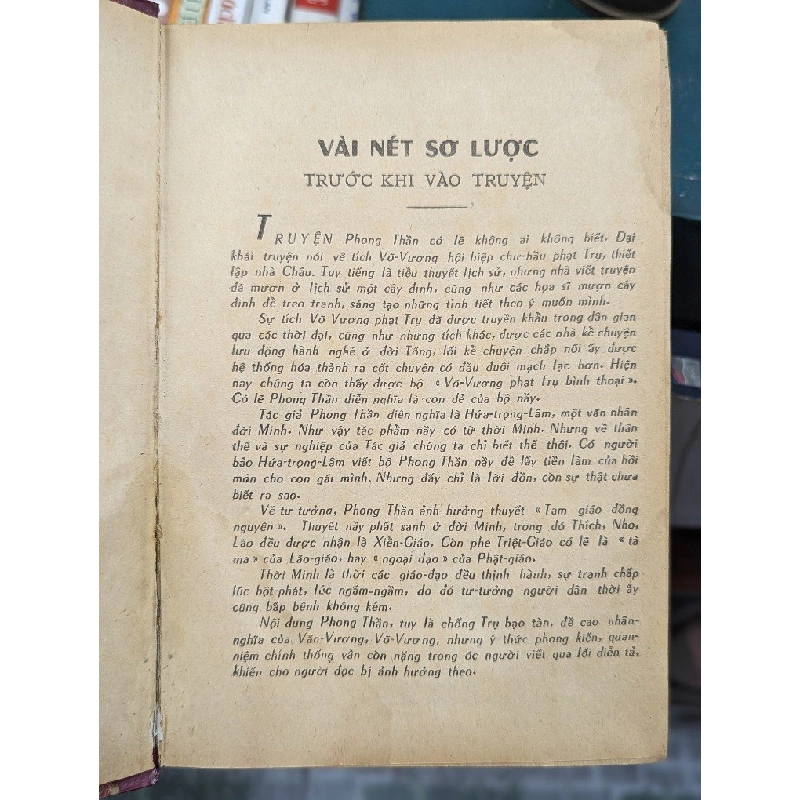 VÀI NÉT SƠ LƯỢC
TRƯỚC KHI VÀO TRUYỆN
TRUYỆN Phong Thần có lẽ không ai không biết. Đại
khái truyện nói về tích Võ-Vương hội hiệp chư-hầu phạt Trụ, thiết
lập nhà Châu. Tuy tiếng là tiểu thuyết lịch sử, nhưng nhà viết truyện
đã mượn ở lịch sử một cây đinh, cũng như các họa sĩ mượn cây
đinh để treo tranh, sáng tạo những tình tiết theo ý muốn mình.
Sự tích Võ Vương phạt Trụ đã được truyền khẩu trong dân gian
qua các thời đại, cũng như những tích khác, được các nhà kể chuyện
lưu động hành nghề ở đời Tống, lối kể chuyện chắp nối ấy được
hệ thống hóa thành ra cốt chuyện có đầu đuôi mạch lạc hơn. Hiện
nay chúng ta còn thấy được bộ « Võ-Vương phạt Trụ bình thoại ».
Có lẽ Phong Thần diễn nghĩa là con đẻ của bộ này.
Tác giả Phong Thần diễn nghĩa là Hứa-trọng-Lâm, một văn nhân
đời Minh. Như vậy tác phẩm này có từ thời Minh. Nhưng về thân
thế và sự nghiệp của Tác giả chúng ta chỉ biết thế thôi. Có người
bảo Hứa-trọng-Lâm viết bộ Phong Thần này để lấy tiền làm của hồi
môn cho con gái mình. Nhưng đấy chỉ là lời đồn, còn sự thật chưa
biết ra sao.
Về tư tưởng, Phong Thần ảnh hưởng thuyết « Tam giáo đồng
nguyên ». Thuyết này phát sanh ở đời Minh, trong đó Thích, Nho,
Lão đều được nhận là Xiển-Giáo. Còn phe Triệt-Giáo có lẽ là « tà
ma » của Lão-giáo, hay « ngoại đạo » của Phật-giáo.
Thời Minh là thời các giáo-đạo đều thịnh hành, sự tranh chấp
lúc bột phát, lúc ngấm-ngầm, do đó tư-tưởng người dân thời ấy
cũng bấp bênh không kém.
Nội dung Phong Thần, tuy là chống Trụ bạo tàn, đề cao nhân-
nghĩa của Văn-Vương, Võ-Vương, nhưng ý thức phong kiến, quan-
niệm chính thống vẫn còn nặng trong óc người viết qua lối diễn tả,
khiến cho người đọc bị ảnh hưởng theo.